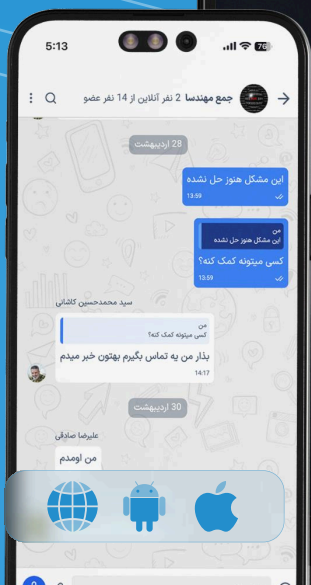 5:13
76
جمع مهندسا 2 نفر آنلاین از 14 نفر عضو
28 اردیبهشت
این مشکل هنوز حل نشده
13:59
من
این مشکل هنوز حل نشده
کسی میتونه کمک کنه؟
13:59
سید محمدحسین کاشانی
من
کسی میتونه کمک کنه؟
بذار من یه تماس بگیرم بهتون خبر میدم
14:17
30 اردیبهشت
علیرضا صادقی
من اومدم